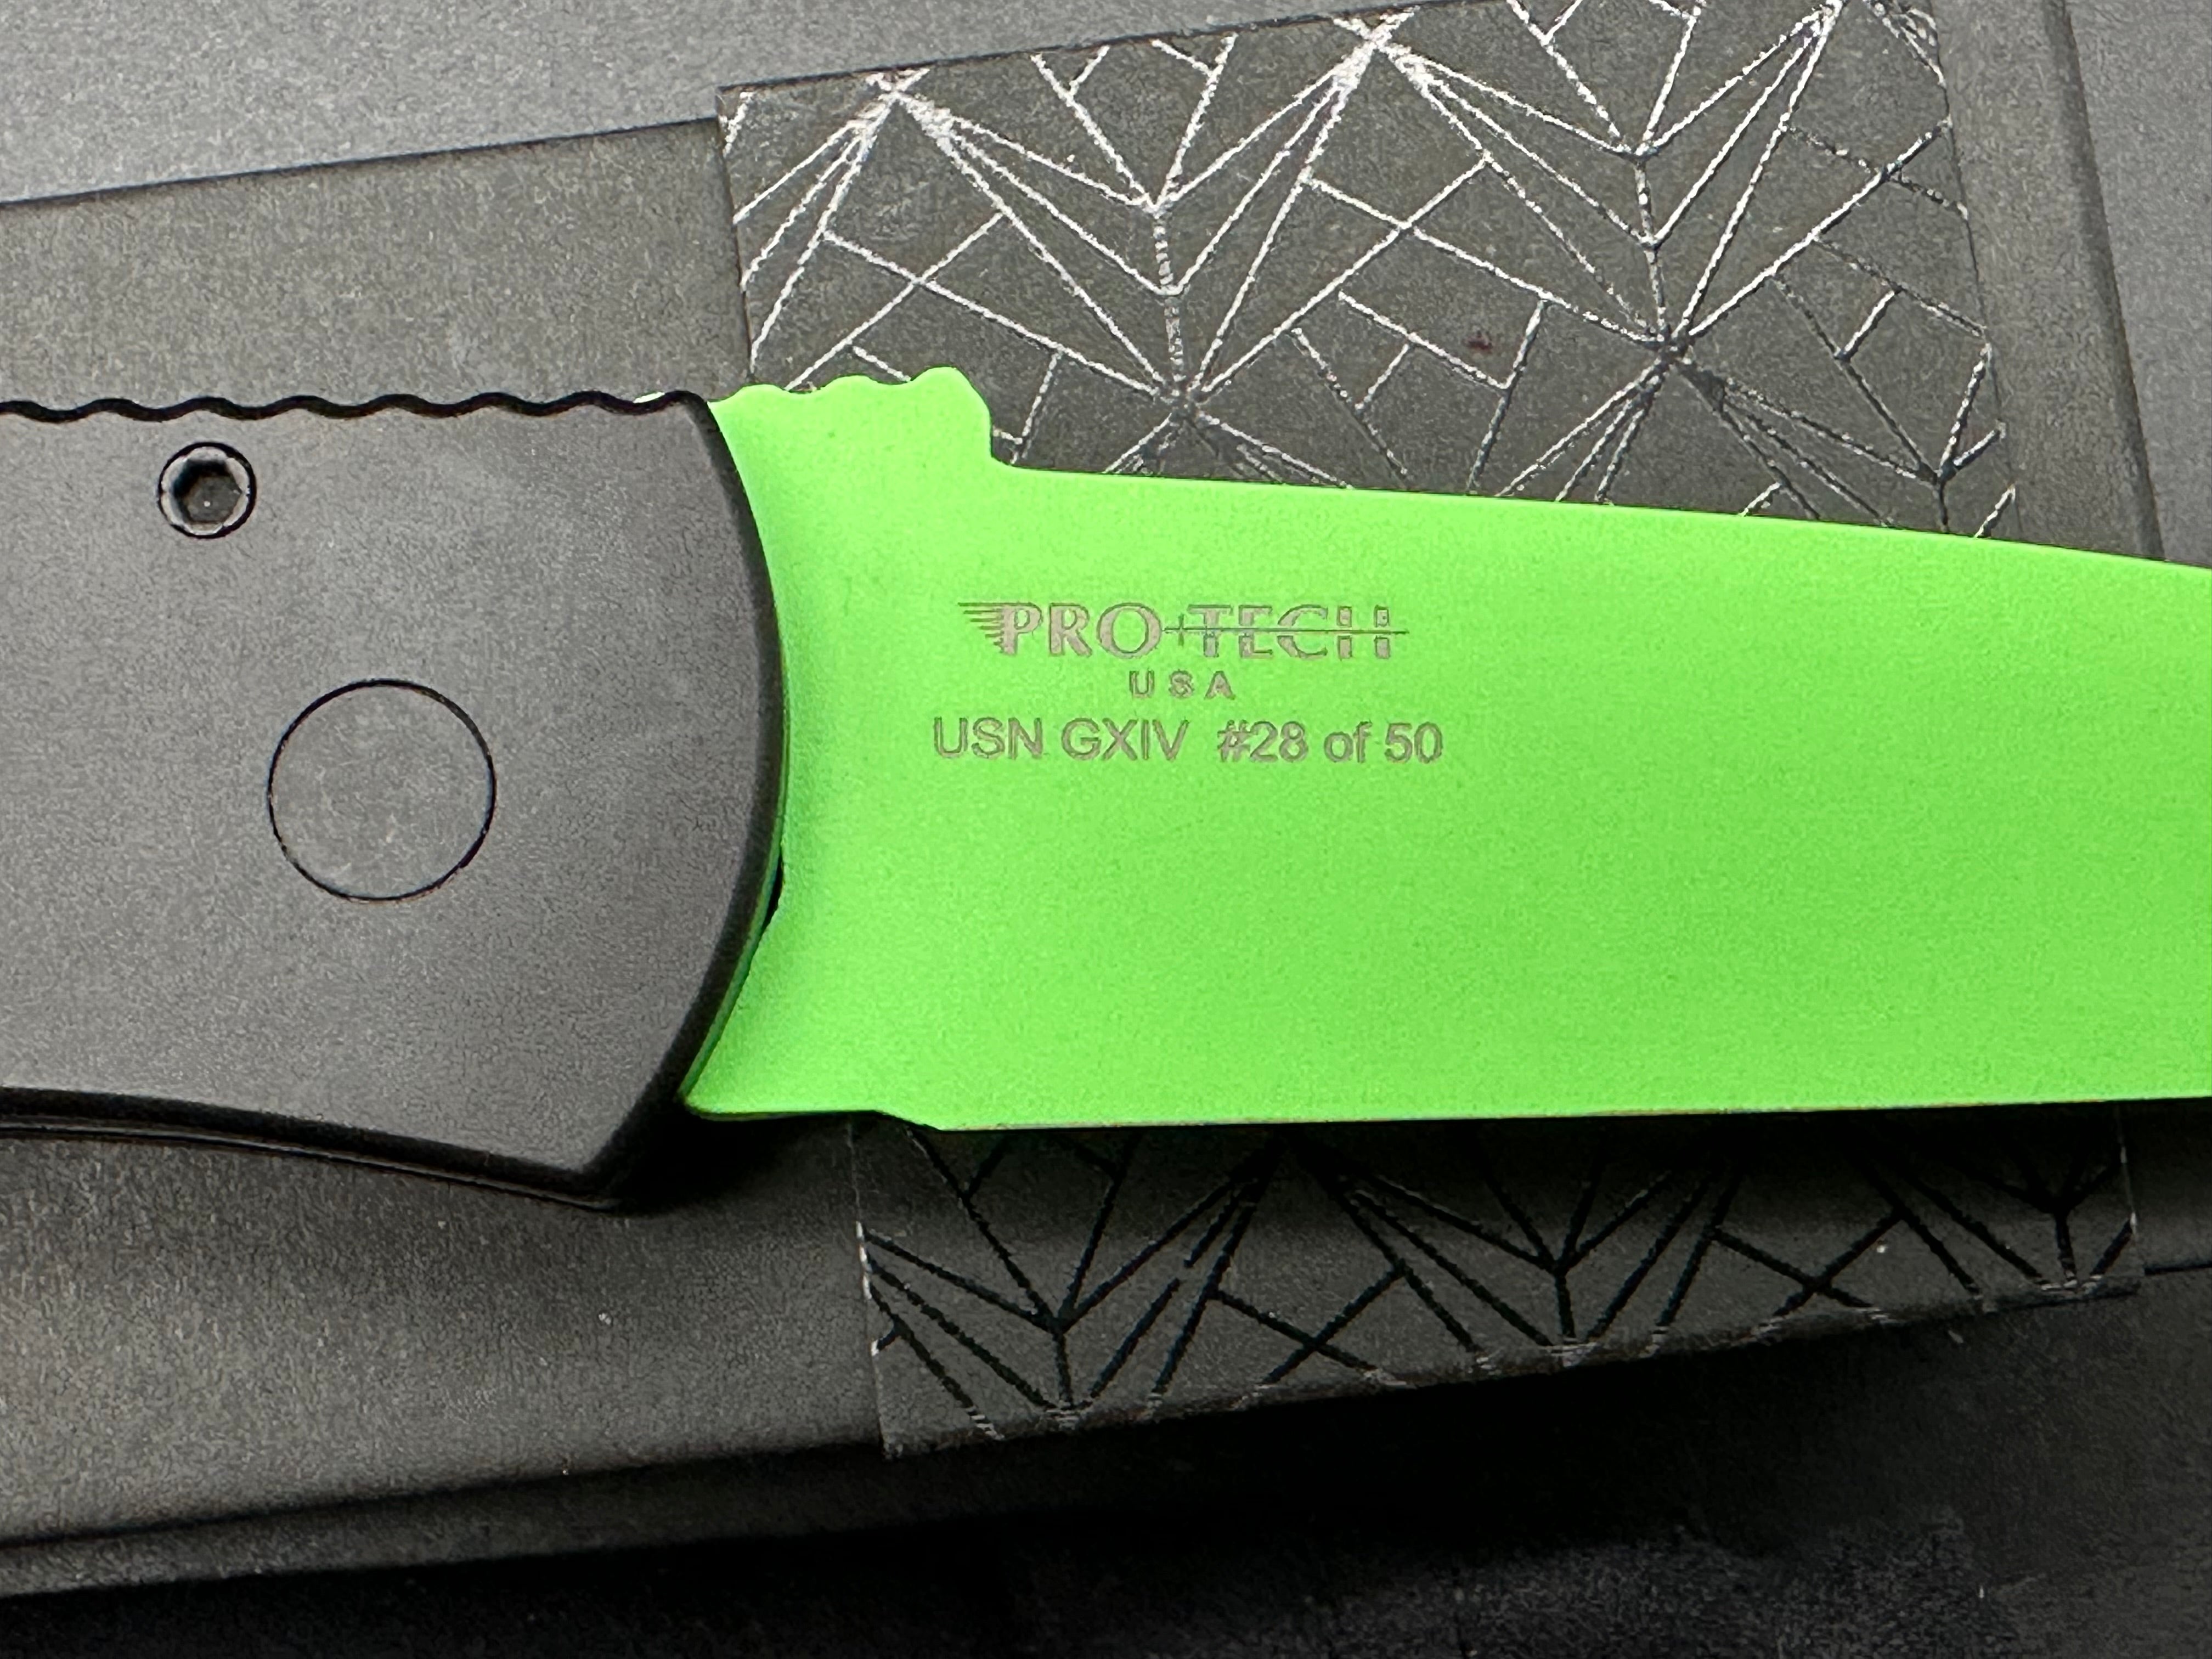 PRO-TECH
USA
USN GXIV #28 of 50